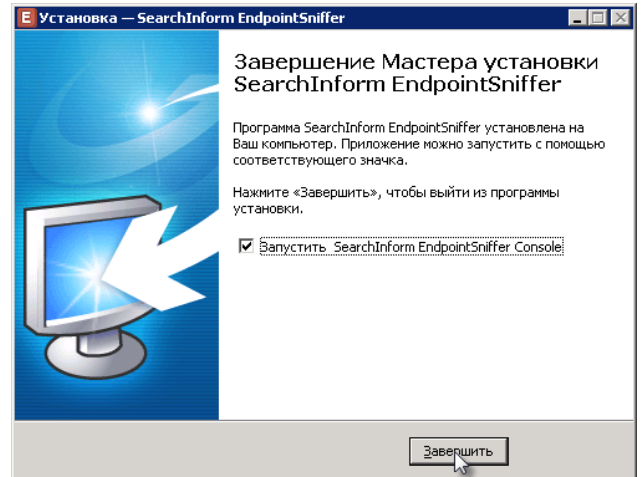 E Установка — SearchInform EndpointSniffer
Завершение Мастера установки
SearchInform EndpointSniffer
Программа SearchInform EndpointSniffer установлена на
Ваш компьютер. Приложение можно запустить с помощью
соответствующего значка.
Нажмите «Завершить», чтобы выйти из программы
установки.
Запустить SearchInform EndpointSniffer Console
Завершить